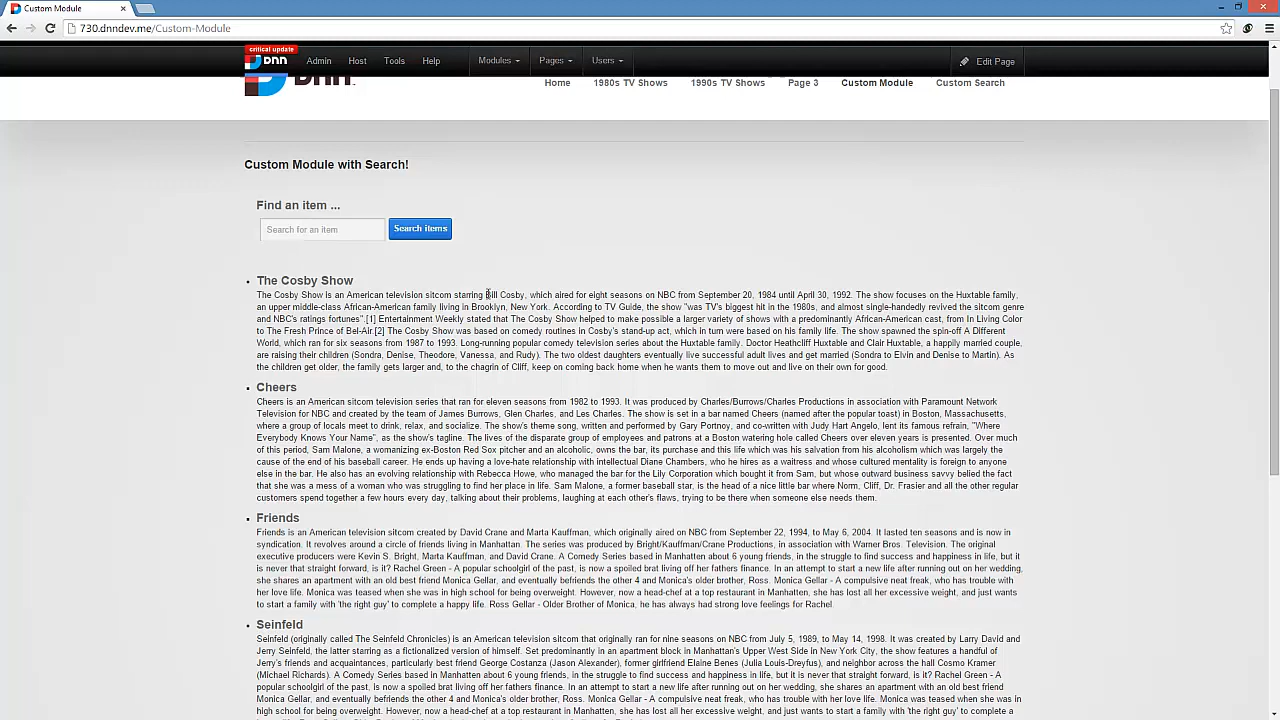 Custom Module
730.dnndev.me/Custom-Module
critical update
DNN Admin Host Tools Help Modules Pages Users Edit Page
DNN Home 1980s TV Shows 1990s TV Shows Page 3 Custom Module Custom Search
Custom Module with Search!
Find an item ...
Search for an item Search items
The Cosby Show
The Cosby Show is an American television sitcom starring Bill Cosby, which aired for eight seasons on NBC from September 20, 1984 until April 30, 1992. The show focuses on the Huxtable family,
an upper middle-class African-American family living in Brooklyn, New York. According to TV Guide, the show "was TV's biggest hit in the 1980s, and almost single-handedly revived the sitcom genre
and NBC's ratings fortunes".[1] Entertainment Weekly stated that The Cosby Show helped to make possible a larger variety of shows with a predominantly African-American cast, from In Living Color
to The Fresh Prince of Bel-Air.[2] The Cosby Show was based on comedy routines in Cosby's stand-up act, which in turn were based on his family life. The show spawned the spin-off A Different
World, which ran for six seasons from 1987 to 1993. Long-running popular comedy television series about the Huxtable family. Doctor Heathcliff Huxtable and Clair Huxtable, a happily married couple,
are raising their children (Sondra, Denise, Theodore, Vanessa, and Rudy). The two oldest daughters eventually live successful adult lives and get married (Sondra to Elvin and Denise to Martin). As
the children get older, the family gets larger and, to the chagrin of Cliff, keep on coming back home when he wants them to move out and live on their own for good.
Cheers
Cheers is an American sitcom television series that ran for eleven seasons from 1982 to 1993. It was produced by Charles/Burrows/Charles Productions in association with Paramount Network
Television for NBC and created by the team of James Burrows, Glen Charles, and Les Charles. The show is set in a bar named Cheers (named after the popular toast) in Boston, Massachusetts,
where a group of locals meet to drink, relax, and socialize. The show's theme song, written and performed by Gary Portnoy, and co-written with Judy Hart Angelo, lent its famous refrain, "Where
Everybody Knows Your Name", as the show's tagline. The lives of the disparate group of employees and patrons at a Boston watering hole called Cheers over eleven years is presented. Over much
of this period, Sam Malone, a womanizing ex-Boston Red Sox pitcher and an alcoholic, owns the bar, its purchase and this life which was his salvation from his alcoholism which was largely the
cause of the end of his baseball career. He ends up having a love-hate relationship with intellectual Diane Chambers, who he hires as a waitress and whose cultured mentality is foreign to anyone
else in the bar. He also has an evolving relationship with Rebecca Howe, who managed the bar for the Lily Corporation which bought it from Sam, but whose outward business savvy belied the fact
that she was a mess of a woman who was struggling to find her place in life. Sam Malone, a former baseball star, is the head of a nice little bar where Norm, Cliff, Dr. Frasier and all the other regular
customers spend together a few hours every day, talking about their problems, laughing at each other's flaws, trying to be there when someone else needs them.
Friends
Friends is an American television sitcom created by David Crane and Marta Kauffman, which originally aired on NBC from September 22, 1994, to May 6, 2004. It lasted ten seasons and is now in
syndication. It revolves around a circle of friends living in Manhattan. The series was produced by Bright/Kauffman/Crane Productions, in association with Warner Bros. Television. The original
executive producers were Kevin S. Bright, Marta Kauffman, and David Crane. A Comedy Series based in Manhattan about 6 young friends, in the struggle to find success and happiness in life, but it
is never that straight forward, is it? Rachel Green - A popular schoolgirl of the past, is now a spoiled brat living off her fathers finance. In an attempt to start a new life after running out on her wedding,
she shares an apartment with an old best friend Monica Gellar, and eventually befriends the other 4 and Monica's older brother, Ross. Monica Gellar - A compulsive neat freak, who has trouble with
her love life. Monica was teased when she was in high school for being overweight. However, now a head-chef at a top restaurant in Manhatten, she has lost all her excessive weight, and just wants
to start a family with 'the right guy' to complete a happy life. Ross Gellar - Older Brother of Monica, he has always had strong love feelings for Rachel
Seinfeld
Seinfeld (originally called The Seinfeld Chronicles) is an American television sitcom that originally ran for nine seasons on NBC from July 5, 1989, to May 14, 1998. It was created by Larry David and
Jerry Seinfeld, the latter starring as a fictionalized version of himself. Set predominantly in an apartment block in Manhattan's Upper West Side in New York City, the show features a handful of
Jerry's friends and acquaintances, particularly best friend George Costanza (Jason Alexander), former girlfriend Elaine Benes (Julia Louis-Dreyfus), and neighbor across the hall Cosmo Kramer
(Michael Richards). A Comedy Series based in Manhattan about 6 young friends, in the struggle to find success and happiness in life, but it is never that straight forward, is it? Rachel Green - A
popular schoolgirl of the past, is now a spoiled brat living off her fathers finance. In an attempt to start a new life after running out on her wedding, she shares an apartment with an old best friend
Monica Gellar, and eventually befriends the other 4 and Monica's older brother, Ross. Monica Gellar - A compulsive neat freak, who has trouble with her love life. Monica was teased when she was in
high school for being overweight. However, now a head-chef at a top restaurant in Manhatten, she has lost all her excessive weight, and just wants to start a family with 'the right guy' to complete a